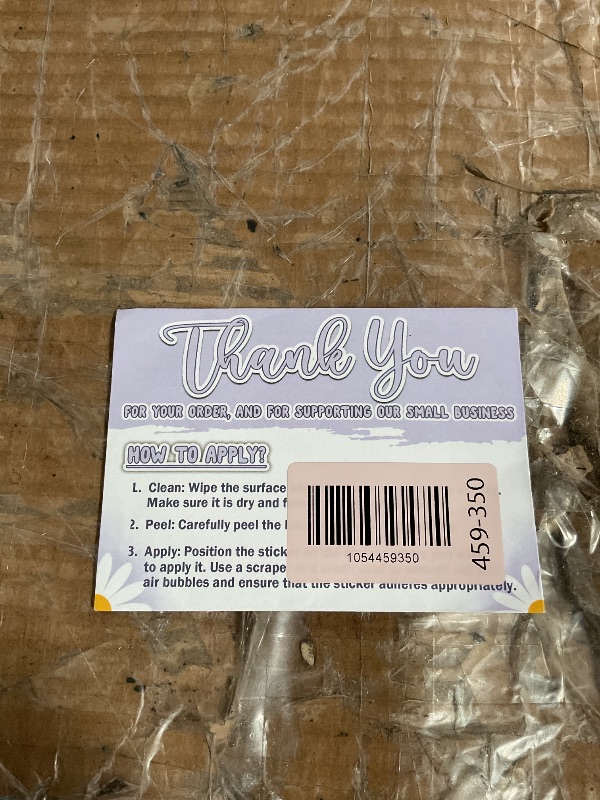 Thank You
FOR YOUR ORDER, AND FOR SUPPORTING OUR SMALL BUSINESS
HOW TO APPLY?
1. Clean: Wipe the surface
Make sure it is dry and
2. Peel: Carefully peel the
3. Apply: Position the
to apply it. Use a
air bubbles and ensure that the sticker adheres appropriately.
1054459350
459-350